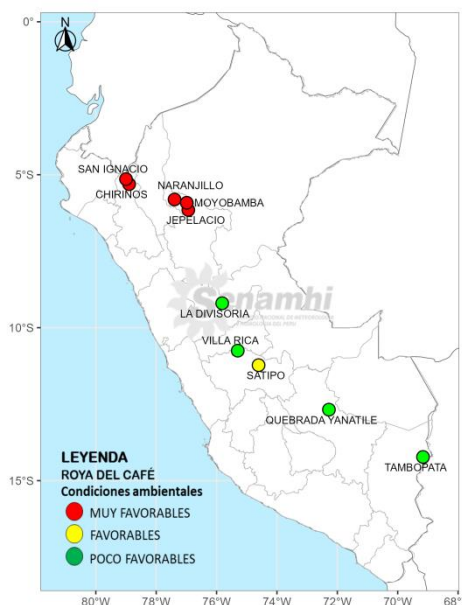 N
0°
5°S
10°S
15°S
SAN IGNACIO
CHIRINOS
NARANJILLO
MOYOBAMBA
JEPELACIO
Senamhi
LA DIVISORIA
VILLA RICA
SATIPO
QUEBRADA YANATILE
TAMBOPATA
LEYENDA
ROYA DEL CAFÉ
Condiciones ambientales
MUY FAVORABLES
FAVORABLES
POCO FAVORABLES
80°W 78°W 76°W 74°W 72°W 70°W 68°W